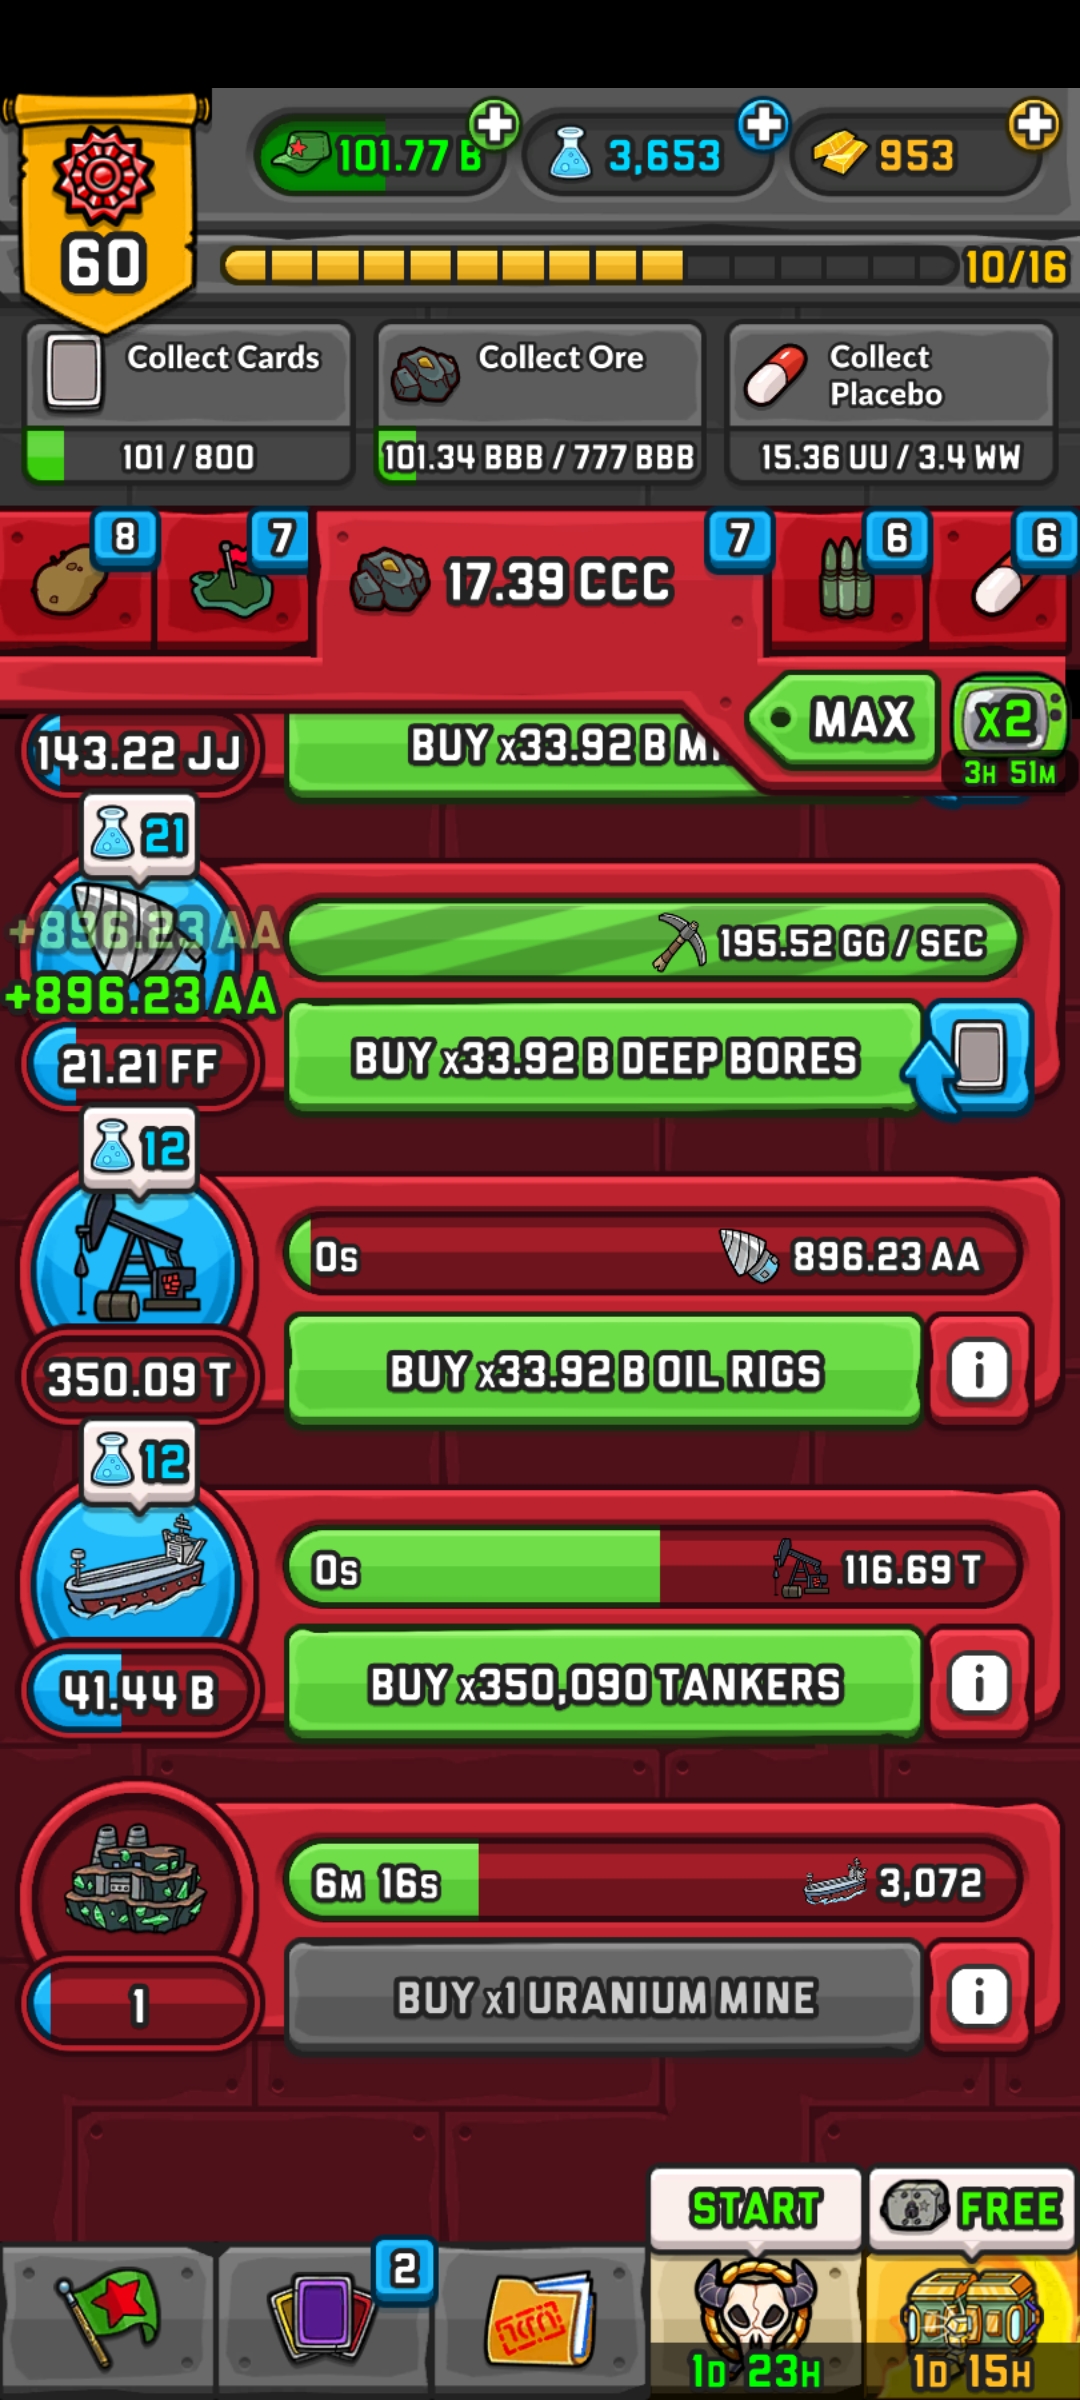 101.77 B
3,653
953
60
10/16
Collect Cards
101 / 800
Collect Ore
101.34 BBB / 777 BBB
Collect
Placebo
15.36 UU / 3.4 WW
8
7
17.39 CCC
7
6
6
MAX
x2
3H 51M
143.22 JJ
BUY x33.92 B
21
+896.23 AA
+896.23 AA
195.52 GG / SEC
21.21 FF
BUY x33.92 B DEEP BORES
12
0s
896.23 AA
350.09 T
BUY x33.92 B OIL RIGS
i
12
0s
116.69 T
41.44 B
BUY x350,090 TANKERS
i
6M 16s
3,072
1
BUY x1 URANIUM MINE
i
START
FREE
2
1D 23H
1D 15H